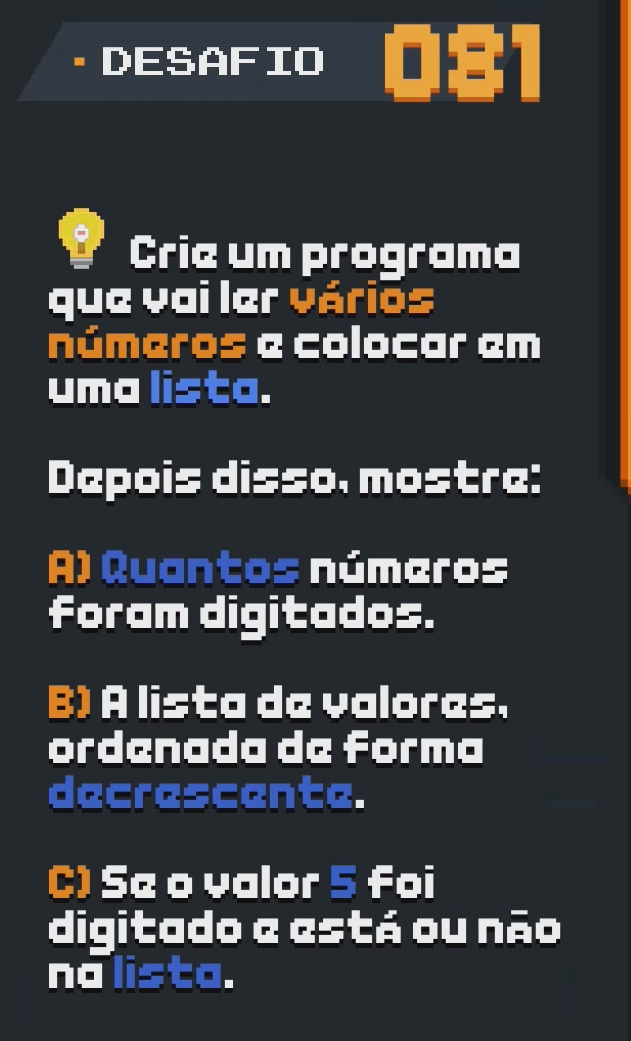 DESAFIO 081
Crie um programa
que vai ler vários
números e colocar em
uma lista.
Depois disso, mostre:
A) Quantos números
foram digitados.
B) A lista de valores,
ordenada de forma
decrescente.
C) Se o valor 5 foi
digitado e está ou não
na lista.